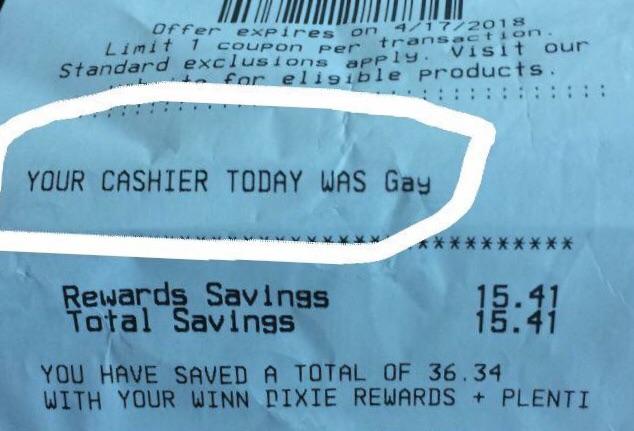 Offer expires on 4/17/2018
Limit 1 coupon per transaction.
Standard exclusions apply. Visit our
for eligible products.
YOUR CASHIER TODAY WAS Gay
*********************
Rewards Savings 15.41
Total Savings 15.41
YOU HAVE SAVED A TOTAL OF 36.34
WITH YOUR WINN DIXIE REWARDS + PLENTI